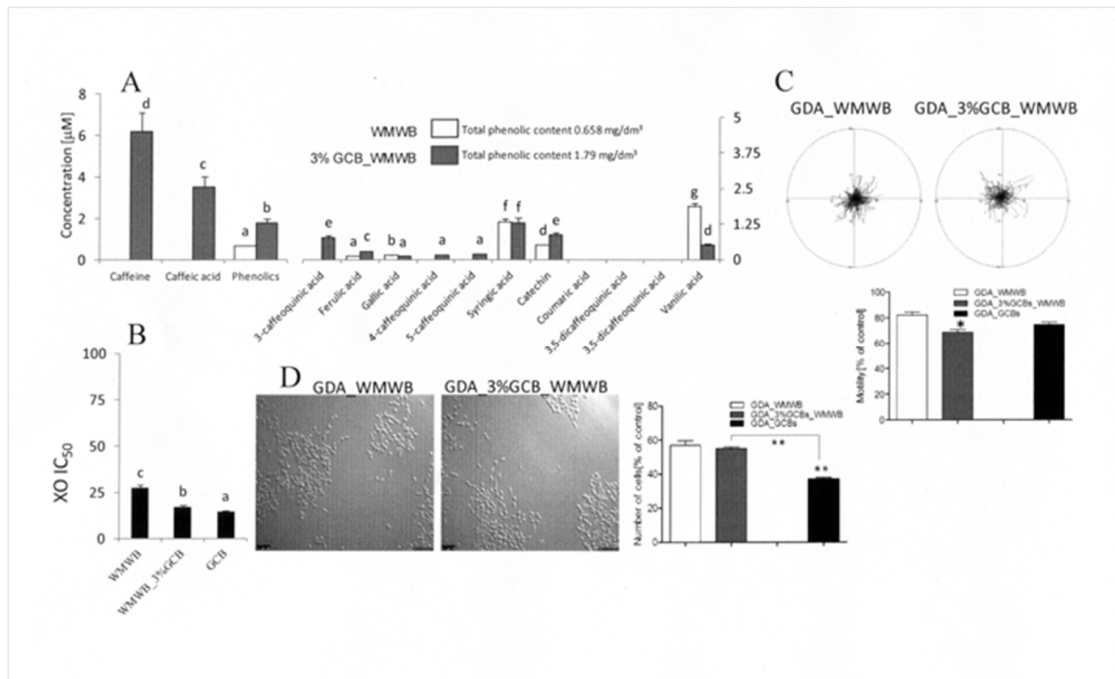 A
Concentration [µM]
8
6
4
2
0
d
c
a
b
Caffeine
Caffeic acid
Phenolics
WMWB
Total phenolic content 0.658 mg/dm³
3% GCB_WMWB
Total phenolic content 1.79 mg/dm³
e
a
c
b
a
a
a
f
f
c
e
g
d
5
3.75
2.5
1.25
0
3-caffeoquinic acid
Ferulic acid
Gallic acid
4-caffeoquinic acid
5-caffeoquinic acid
Syringic acid
Catechin
Coumaric acid
3,5-dicaffeoquinic acid
3,5-dicaffeoquinic acid
Vanilic acid
B
XO IC₅₀
100
75
50
25
0
c
b
a
WMWB
WMWB_3%GCB
GCB
C
GDA_WMWB
GDA_3%GCB_WMWB
GDA_WMWB
GDA_3%GCBs_WMWB
GDA_GCBs
Motility[% of control]
100
80
60
40
20
0
*
D
GDA_WMWB
GDA_3%GCB_WMWB
GDA_WMWB
GDA_3%GCBs_WMWB
GDA_GCBs
Number of cells[% of control]
80
60
40
20
0
**
**